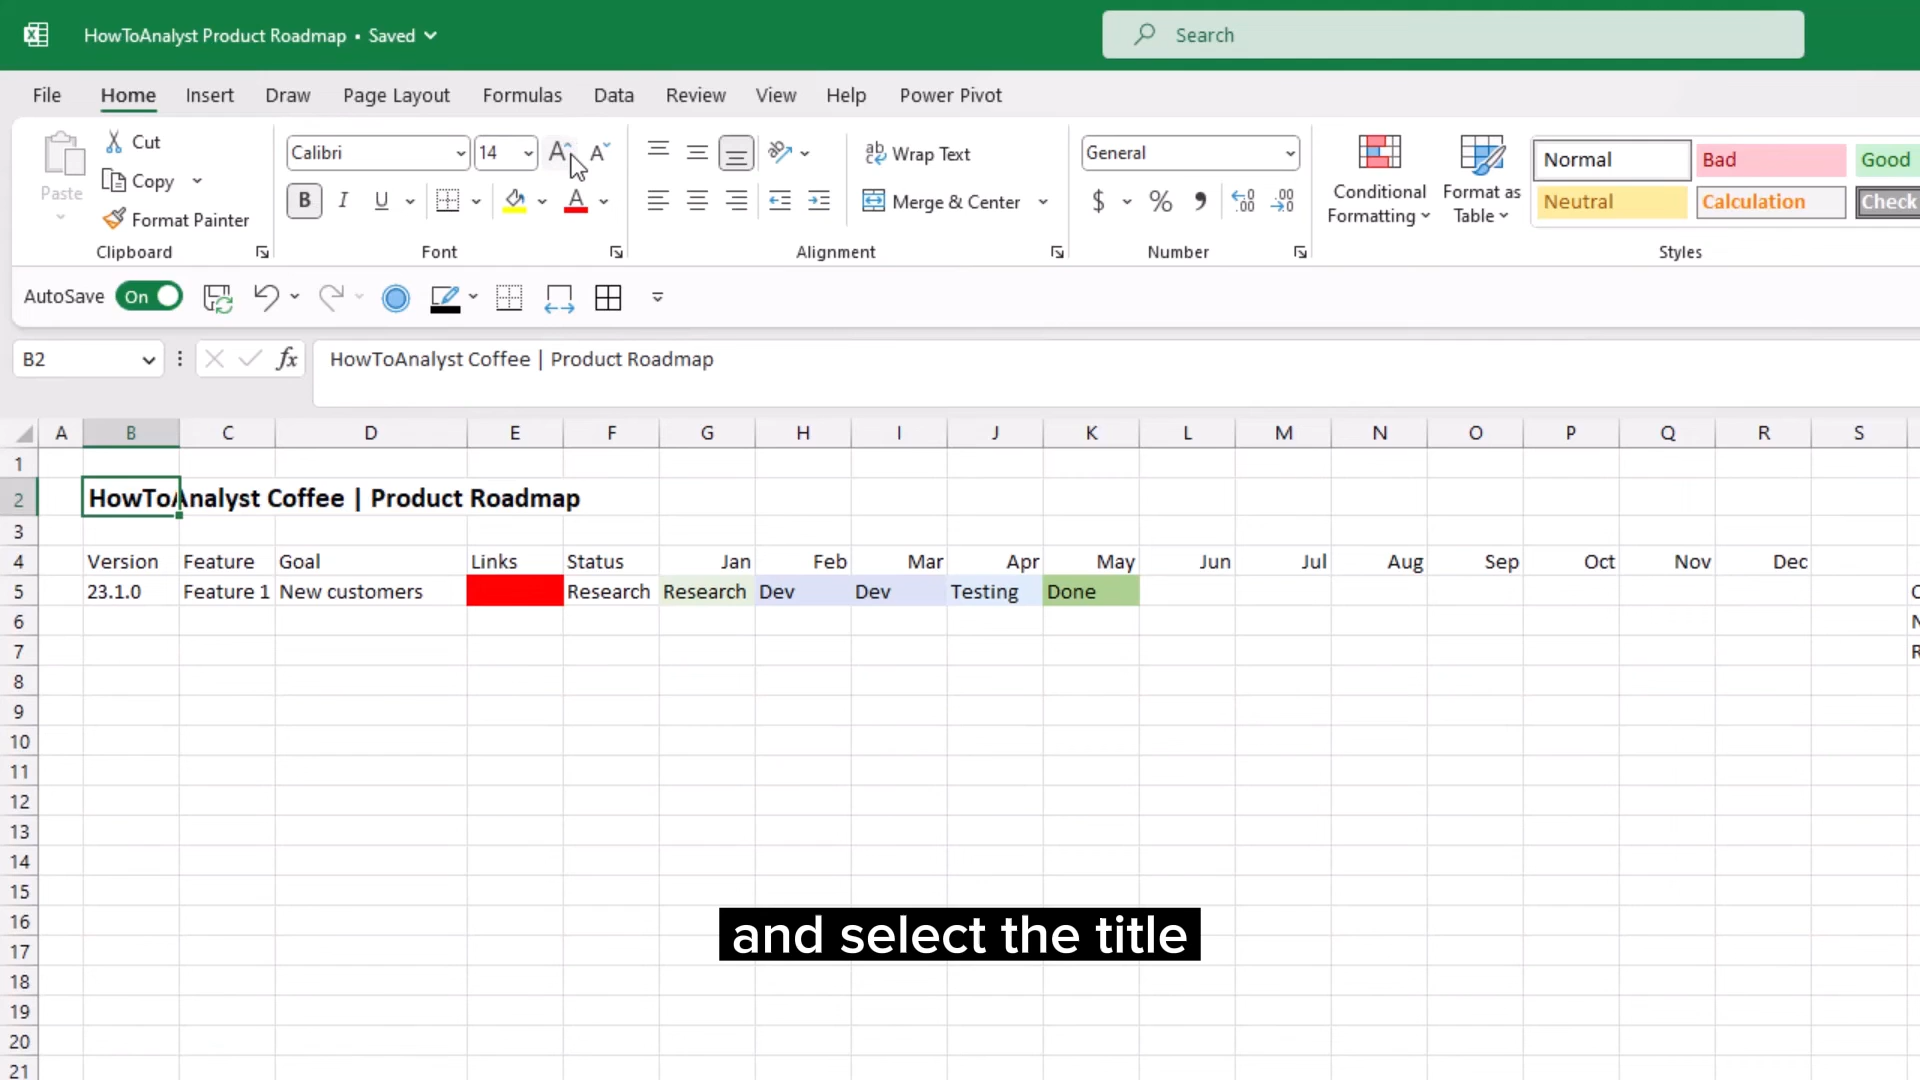 HowToAnalyst Product Roadmap • Saved
Search
File Home Insert Draw Page Layout Formulas Data Review View Help Power Pivot
Paste
Cut
Copy
Format Painter
Clipboard
Calibri 14
B I U
Font
Wrap Text
Merge & Center
Alignment
General
$ %
Number
Conditional Formatting
Format as Table
Normal Bad Good
Neutral Calculation Check
Styles
AutoSave On
B2 fx HowToAnalyst Coffee | Product Roadmap
A B C D E F G H I J K L M N O P Q R S
1
2 HowToAnalyst Coffee | Product Roadmap
3
4 Version Feature Goal Links Status Jan Feb Mar Apr May Jun Jul Aug Sep Oct Nov Dec
5 23.1.0 Feature 1 New customers Research Research Dev Dev Testing Done
6
7
8
9
10
11
12
13
14
15
16
17
18
19
20
21
and select the title